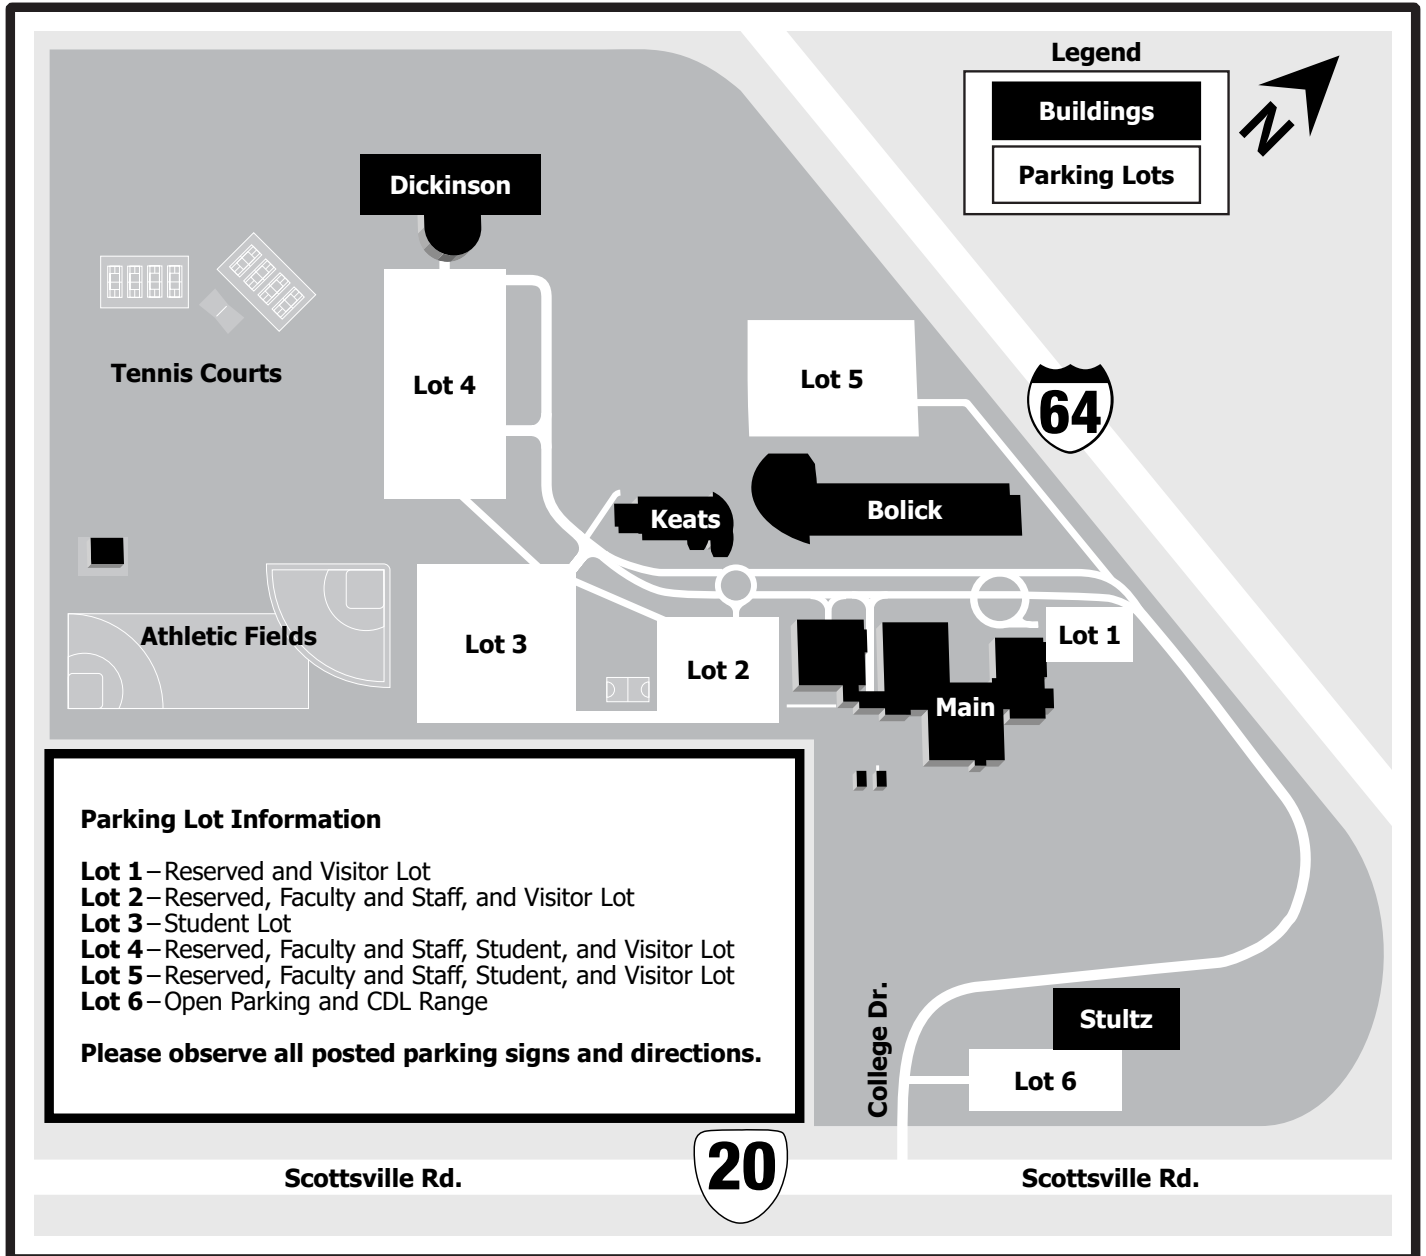 Legend
Buildings
Parking Lots
N
Dickinson
Tennis Courts
Lot 4
Lot 5
64
Keats
Bolick
Athletic Fields
Lot 3
Lot 2
Lot 1
Main
Parking Lot Information
Lot 1 – Reserved and Visitor Lot
Lot 2 – Reserved, Faculty and Staff, and Visitor Lot
Lot 3 – Student Lot
Lot 4 – Reserved, Faculty and Staff, Student, and Visitor Lot
Lot 5 – Reserved, Faculty and Staff, Student, and Visitor Lot
Lot 6 – Open Parking and CDL Range
Please observe all posted parking signs and directions.
College Dr.
Stultz
Lot 6
Scottsville Rd.
20
Scottsville Rd.